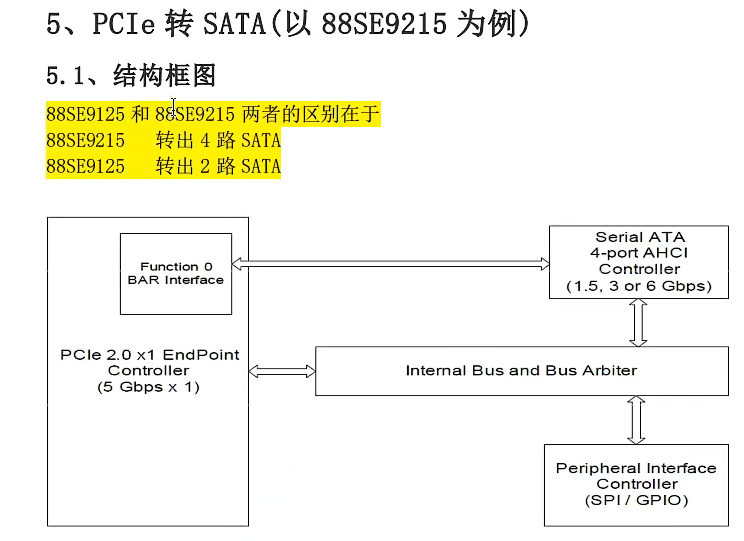 5、PCIe 转 SATA(以 88SE9215 为例)
5.1、结构框图
88SE9125 和 88SE9215 两者的区别在于
88SE9215 转出 4 路 SATA
88SE9125 转出 2 路 SATA
Function 0
BAR Interface
PCIe 2.0 x1 EndPoint
Controller
(5 Gbps x 1)
Serial ATA
4-port AHCI
Controller
(1.5, 3 or 6 Gbps)
Internal Bus and Bus Arbiter
Peripheral Interface
Controller
(SPI / GPIO)